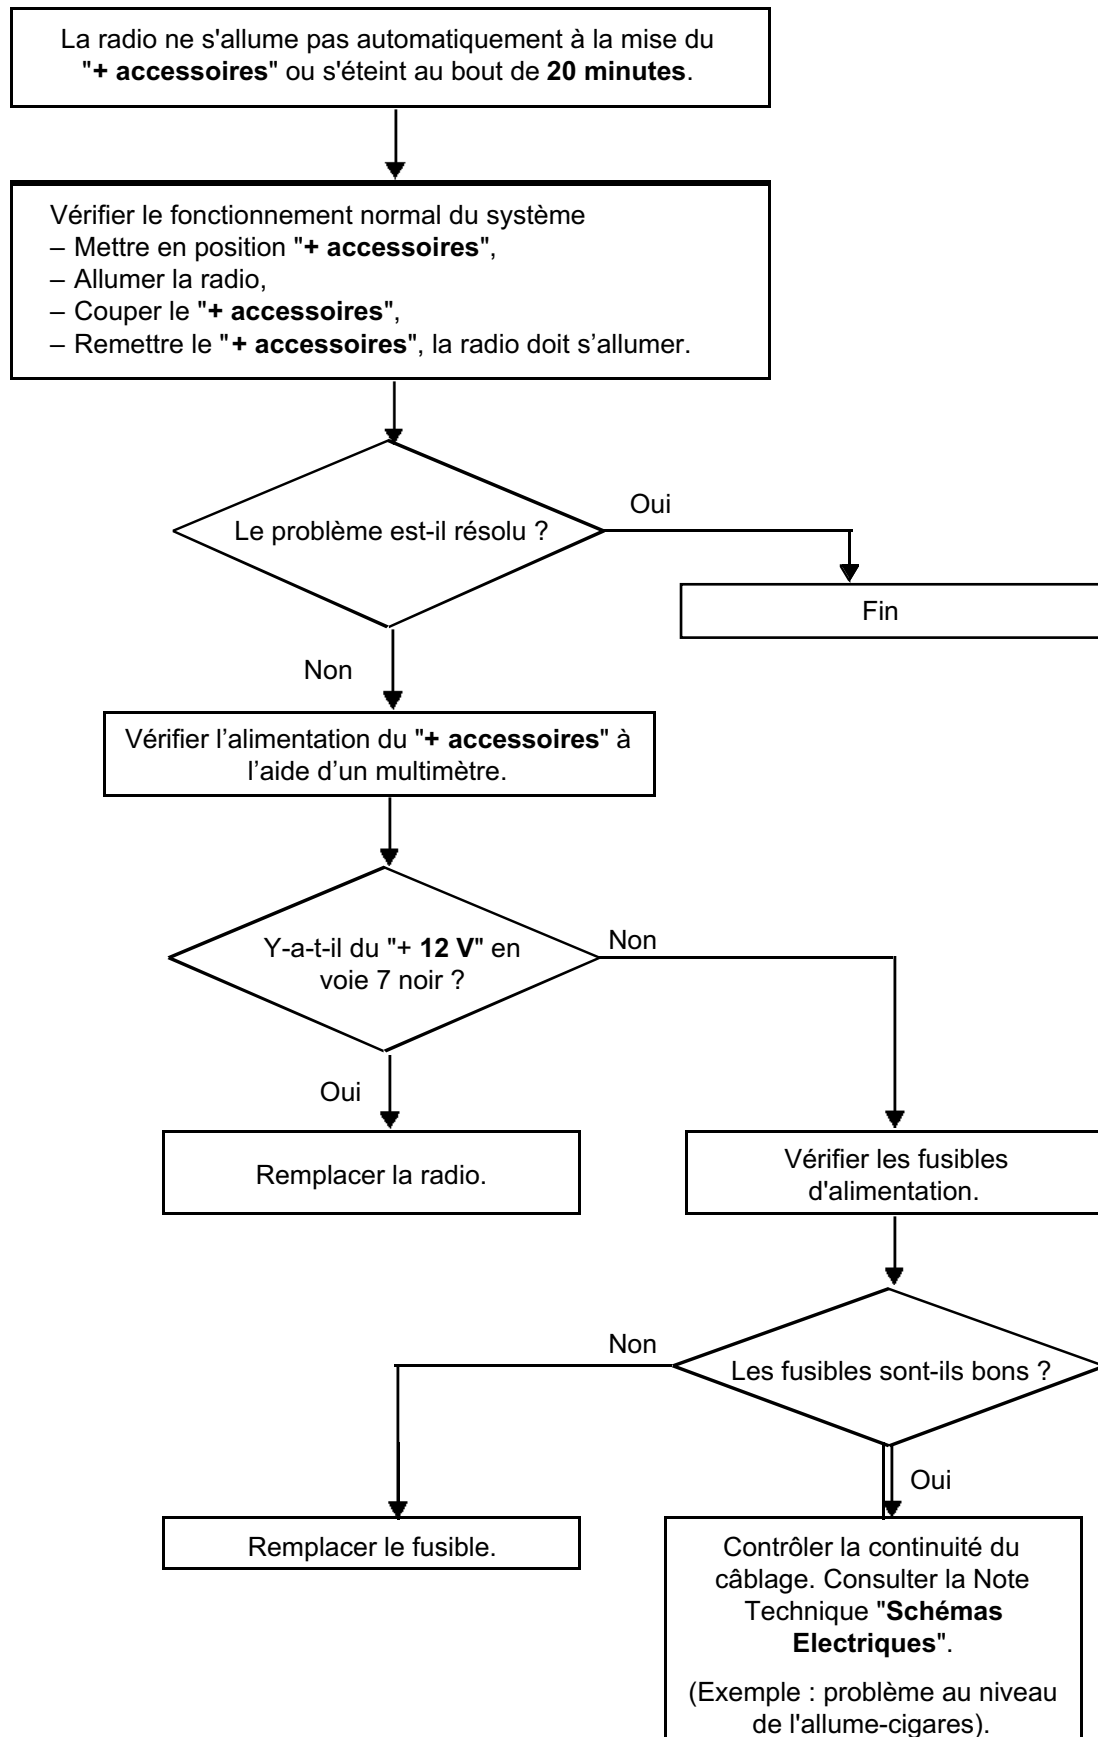 La radio ne s'allume pas automatiquement à la mise du
"+ accessoires" ou s'éteint au bout de 20 minutes.
Vérifier le fonctionnement normal du système
– Mettre en position "+ accessoires",
– Allumer la radio,
– Couper le "+ accessoires",
– Remettre le "+ accessoires", la radio doit s’allumer.
Le problème est-il résolu ?
Oui
Fin
Non
Vérifier l’alimentation du "+ accessoires" à
l’aide d’un multimètre.
Y-a-t-il du "+ 12 V" en
voie 7 noir ?
Non
Oui
Remplacer la radio.
Vérifier les fusibles
d'alimentation.
Les fusibles sont-ils bons ?
Non
Oui
Remplacer le fusible.
Contrôler la continuité du
câblage. Consulter la Note
Technique "Schémas
Electriques".
(Exemple : problème au niveau
de l'allume-cigares).